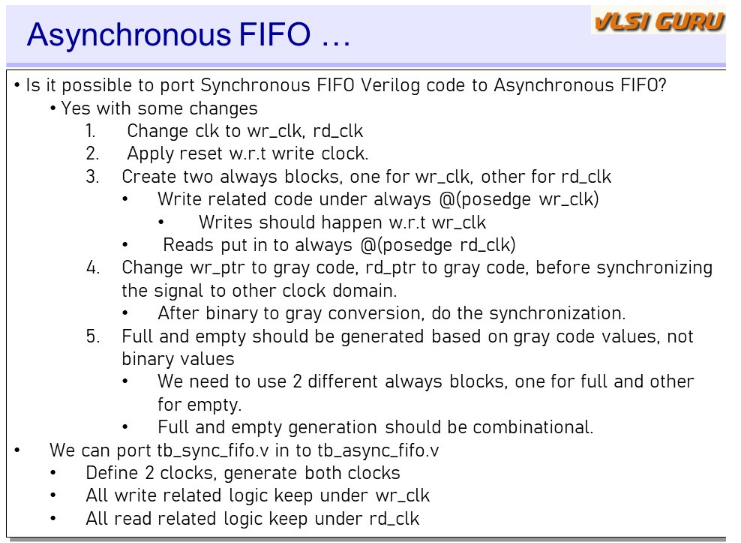 Asynchronous FIFO ...
VLSI GURU
• Is it possible to port Synchronous FIFO Verilog code to Asynchronous FIFO?
• Yes with some changes
1. Change clk to wr_clk, rd_clk
2. Apply reset w.r.t write clock.
3. Create two always blocks, one for wr_clk, other for rd_clk
• Write related code under always @(posedge wr_clk)
• Writes should happen w.r.t wr_clk
• Reads put in to always @(posedge rd_clk)
4. Change wr_ptr to gray code, rd_ptr to gray code, before synchronizing
the signal to other clock domain.
• After binary to gray conversion, do the synchronization.
5. Full and empty should be generated based on gray code values, not
binary values
• We need to use 2 different always blocks, one for full and other
for empty.
• Full and empty generation should be combinational.
• We can port tb_sync_fifo.v in to tb_async_fifo.v
• Define 2 clocks, generate both clocks
• All write related logic keep under wr_clk
• All read related logic keep under rd_clk